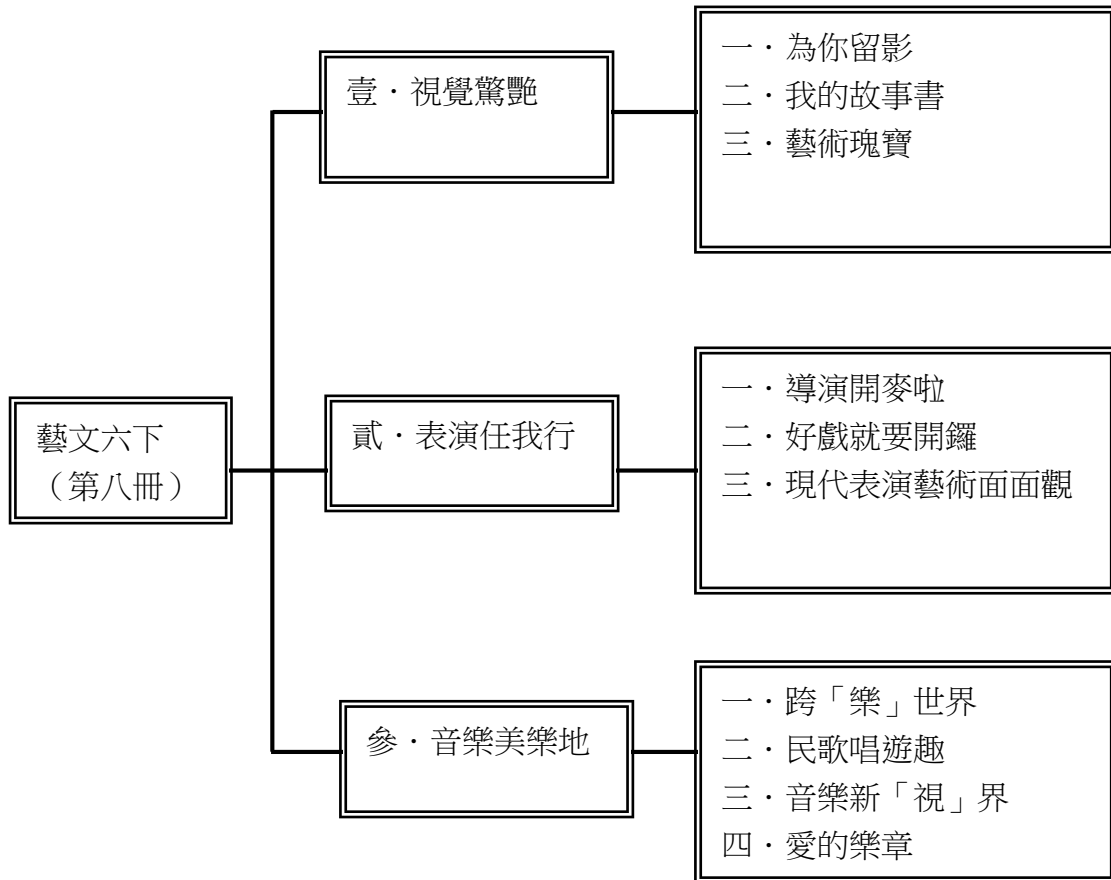 藝文六下
（第八冊）
壹．視覺驚艷
一．為你留影
二．我的故事書
三．藝術瑰寶
貳．表演任我行
一．導演開麥啦
二．好戲就要開鑼
三．現代表演藝術面面觀
參．音樂美樂地
一．跨「樂」世界
二．民歌唱遊趣
三．音樂新「視」界
四．愛的樂章